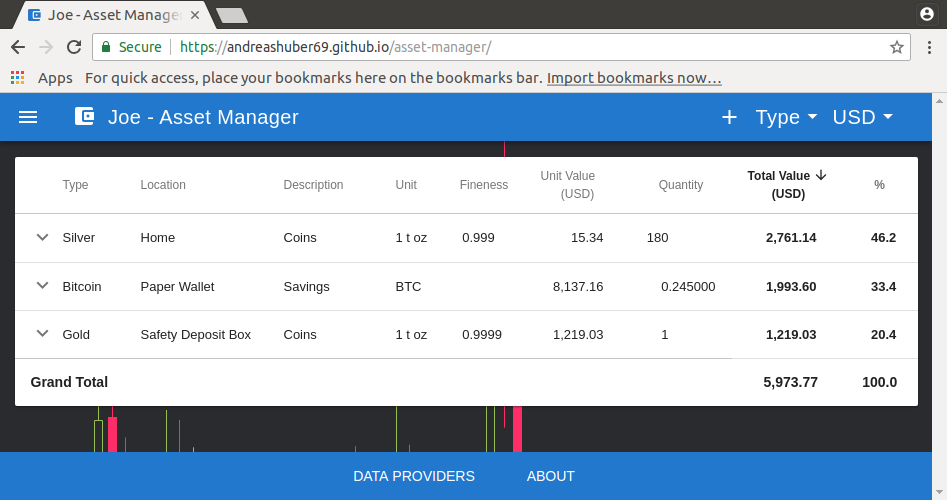 Joe - Asset Manager
Secure https://andreashuber69.github.io/asset-manager/
Apps For quick access, place your bookmarks here on the bookmarks bar. Import bookmarks now...
Joe - Asset Manager + Type USD
Type Location Description Unit Fineness Unit Value (USD) Quantity Total Value (USD) %
Silver Home Coins 1 t oz 0.999 15.34 180 2,761.14 46.2
Bitcoin Paper Wallet Savings BTC 8,137.16 0.245000 1,993.60 33.4
Gold Safety Deposit Box Coins 1 t oz 0.9999 1,219.03 1 1,219.03 20.4
Grand Total 5,973.77 100.0
DATA PROVIDERS ABOUT